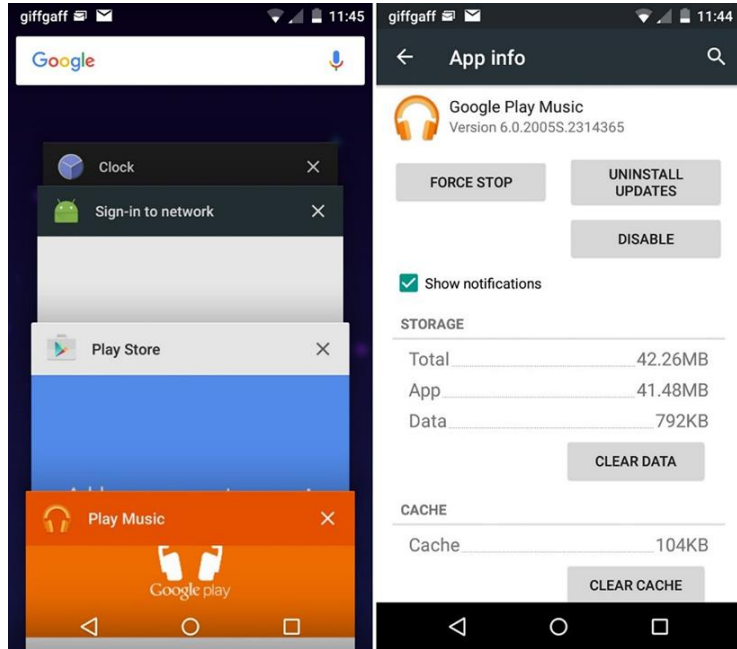 giffgaff 11:45
Google
Clock
Sign-in to network
Play Store
Play Music
Google play
giffgaff 11:44
App info
Google Play Music
Version 6.0.2005S.2314365
FORCE STOP
UNINSTALL
UPDATES
DISABLE
Show notifications
STORAGE
Total 42.26MB
App 41.48MB
Data 792KB
CLEAR DATA
CACHE
Cache 104KB
CLEAR CACHE